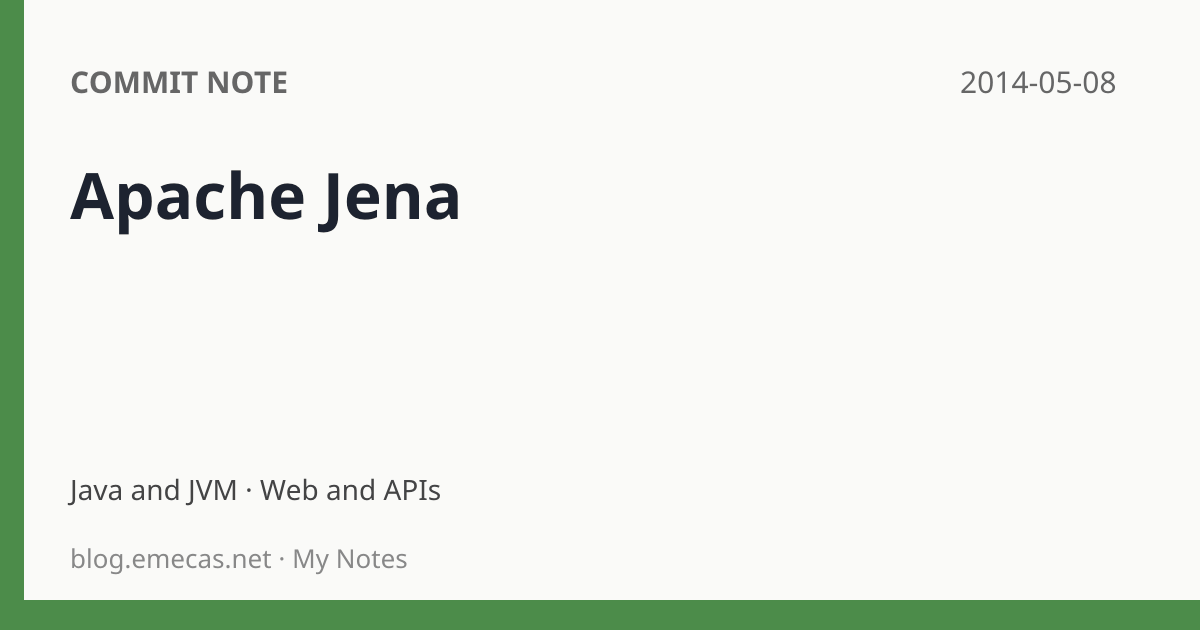 COMMIT NOTE
2014-05-08
Apache Jena
Java and JVM · Web and APIs
blog.emecas.net · My Notes